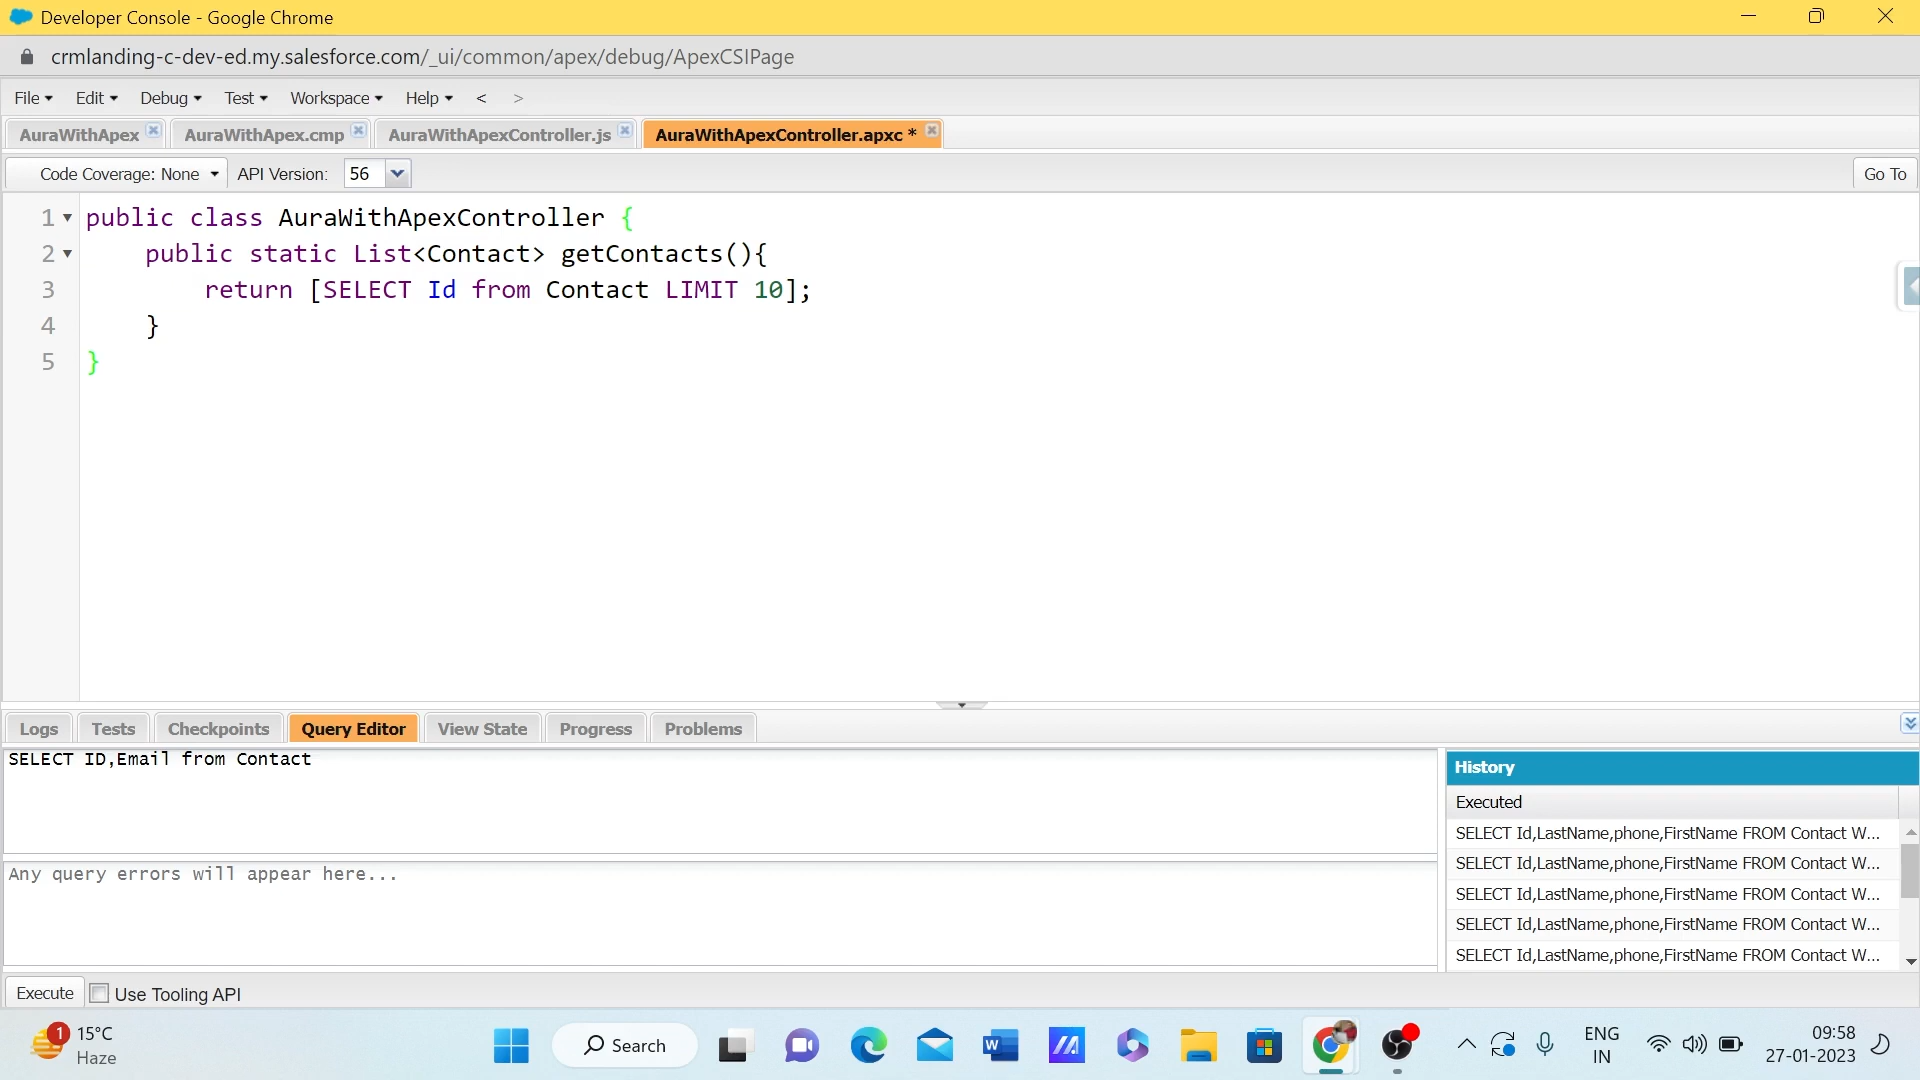 Developer Console - Google Chrome
crmlanding-c-dev-ed.my.salesforce.com/_ui/common/apex/debug/ApexCSIPage
File Edit Debug Test Workspace Help < >
AuraWithApex AuraWithApex.cmp AuraWithApexController.js AuraWithApexController.apxc *
Code Coverage: None API Version: 56 Go To
1 public class AuraWithApexController {
2 public static List<Contact> getContacts(){
3 return [SELECT Id from Contact LIMIT 10];
4 }
5 }
Logs Tests Checkpoints Query Editor View State Progress Problems
SELECT ID,Email from Contact
Any query errors will appear here...
History
Executed
SELECT Id,LastName,phone,FirstName FROM Contact W...
SELECT Id,LastName,phone,FirstName FROM Contact W...
SELECT Id,LastName,phone,FirstName FROM Contact W...
SELECT Id,LastName,phone,FirstName FROM Contact W...
SELECT Id,LastName,phone,FirstName FROM Contact W...
Execute Use Tooling API
1 15°C
Haze
Search
W
ENG
IN
09:58
27-01-2023